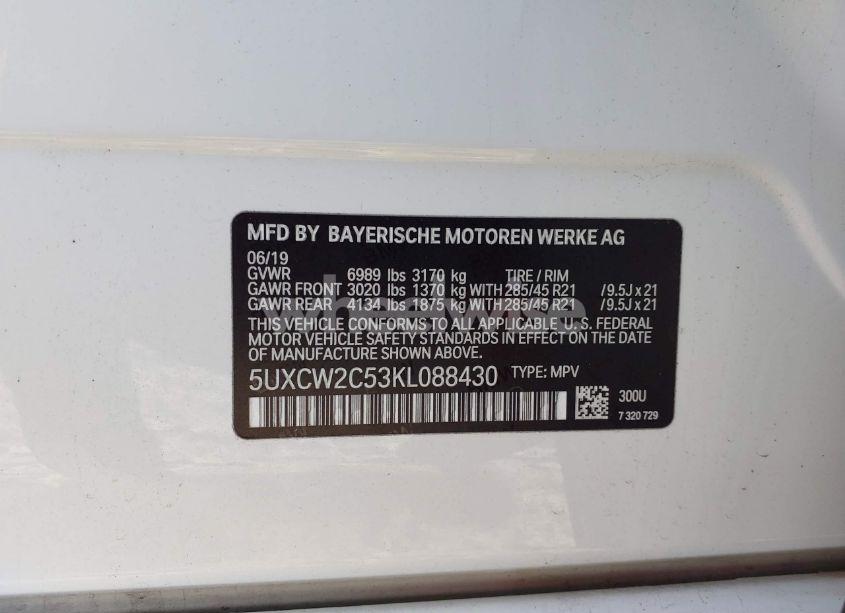 MFD BY BAYERISCHE MOTOREN WERKE AG
06/19
GVWR 6989 lbs 3170 kg TIRE / RIM
GAWR FRONT 3020 lbs 1370 kg WITH 285/45 R21 /9.5J x 21
GAWR REAR 4134 lbs 1875 kg WITH 285/45 R21 /9.5J x 21
THIS VEHICLE CONFORMS TO ALL APPLICABLE U.S. FEDERAL
MOTOR VEHICLE SAFETY STANDARDS IN EFFECT ON THE DATE
OF MANUFACTURE SHOWN ABOVE.
5UXCW2C53KL088430 TYPE: MPV
300U
7 320 729
wheelwise